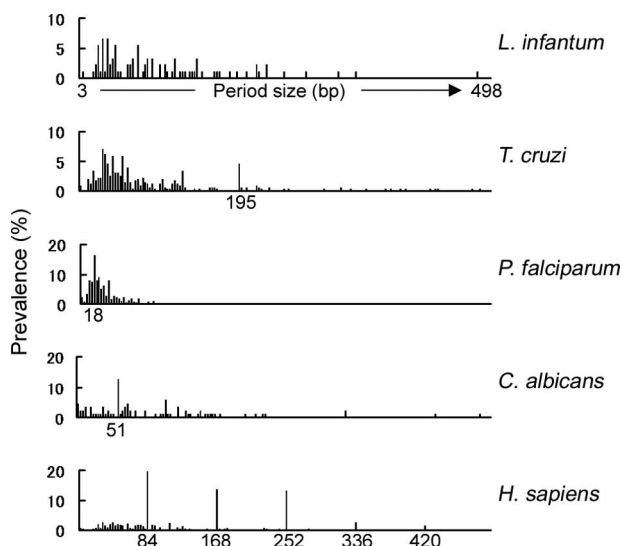 10
5
0
L. infantum
3 Period size (bp) 498
10
5
0
T. cruzi
195
Prevalence (%)
20
10
0
P. falciparum
18
20
10
0
C. albicans
51
20
10
0
H. sapiens
84 168 252 336 420